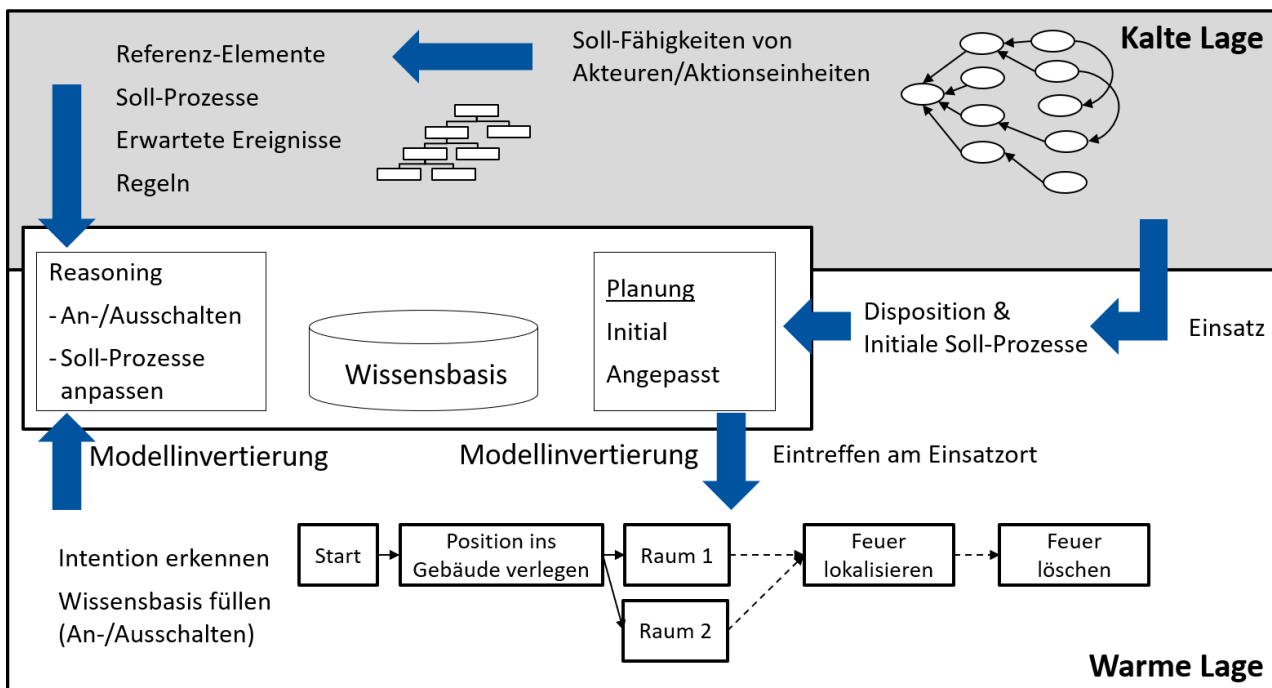 Kalte Lage
Referenz-Elemente
Soll-Prozesse
Erwartete Ereignisse
Regeln
Soll-Fähigkeiten von
Akteuren/Aktionseinheiten
Reasoning
- An-/Ausschalten
- Soll-Prozesse
anpassen
Wissensbasis
Planung
Initial
Angepasst
Disposition &
Initiale Soll-Prozesse
Einsatz
Modellinvertierung
Modellinvertierung
Eintreffen am Einsatzort
Intention erkennen
Wissensbasis füllen
(An-/Ausschalten)
Start
Position ins
Gebäude verlegen
Raum 1
Raum 2
Feuer
lokalisieren
Feuer
löschen
Warme Lage